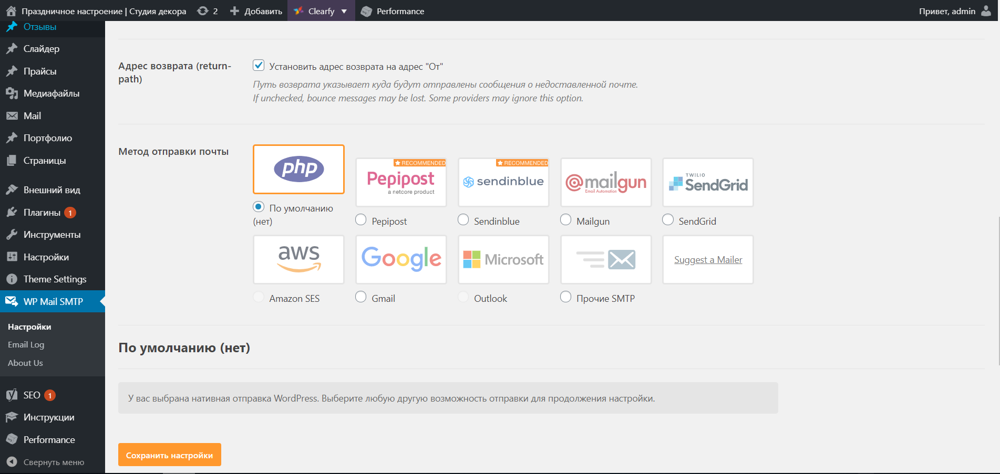 Праздничное настроение | Студия декора
2
Добавить
Clearfy
Performance
Привет, admin
Отзывы
Слайдер
Прайсы
Медиафайлы
Mail
Портфолио
Страницы
Внешний вид
Плагины 1
Инструменты
Настройки
Theme Settings
WP Mail SMTP
Настройки
Email Log
About Us
SEO 1
Инструкции
Performance
Свернуть меню
Адрес возврата (return-
path)
Установить адрес возврата на адрес "От"
Путь возврата указывает куда будут отправлены сообщения о недоставленной почте.
If unchecked, bounce messages may be lost. Some providers may ignore this option.
Метод отправки почты
php
По умолчанию
(нет)
RECOMMENDED
Pepipost
a netcore product
Pepipost
RECOMMENDED
sendinblue
Sendinblue
mailgun
Email Automation
Mailgun
TWILIO
SendGrid
SendGrid
aws
Amazon SES
Google
Gmail
Microsoft
Outlook
Прочие SMTP
Suggest a Mailer
По умолчанию (нет)
У вас выбрана нативная отправка WordPress. Выберите любую другую возможность отправки для продолжения настройки.
Сохранить настройки